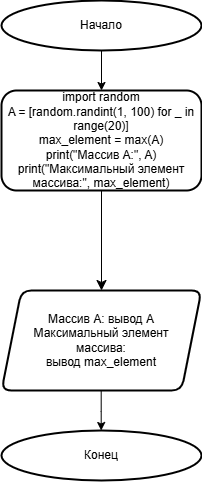 Начало
import random
A = [random.randint(1, 100) for _ in
range(20)]
max_element = max(A)
print("Массив A:", A)
print("Максимальный элемент
массива:", max_element)
Массив A: вывод A
Максимальный элемент
массива:
вывод max_element
Конец